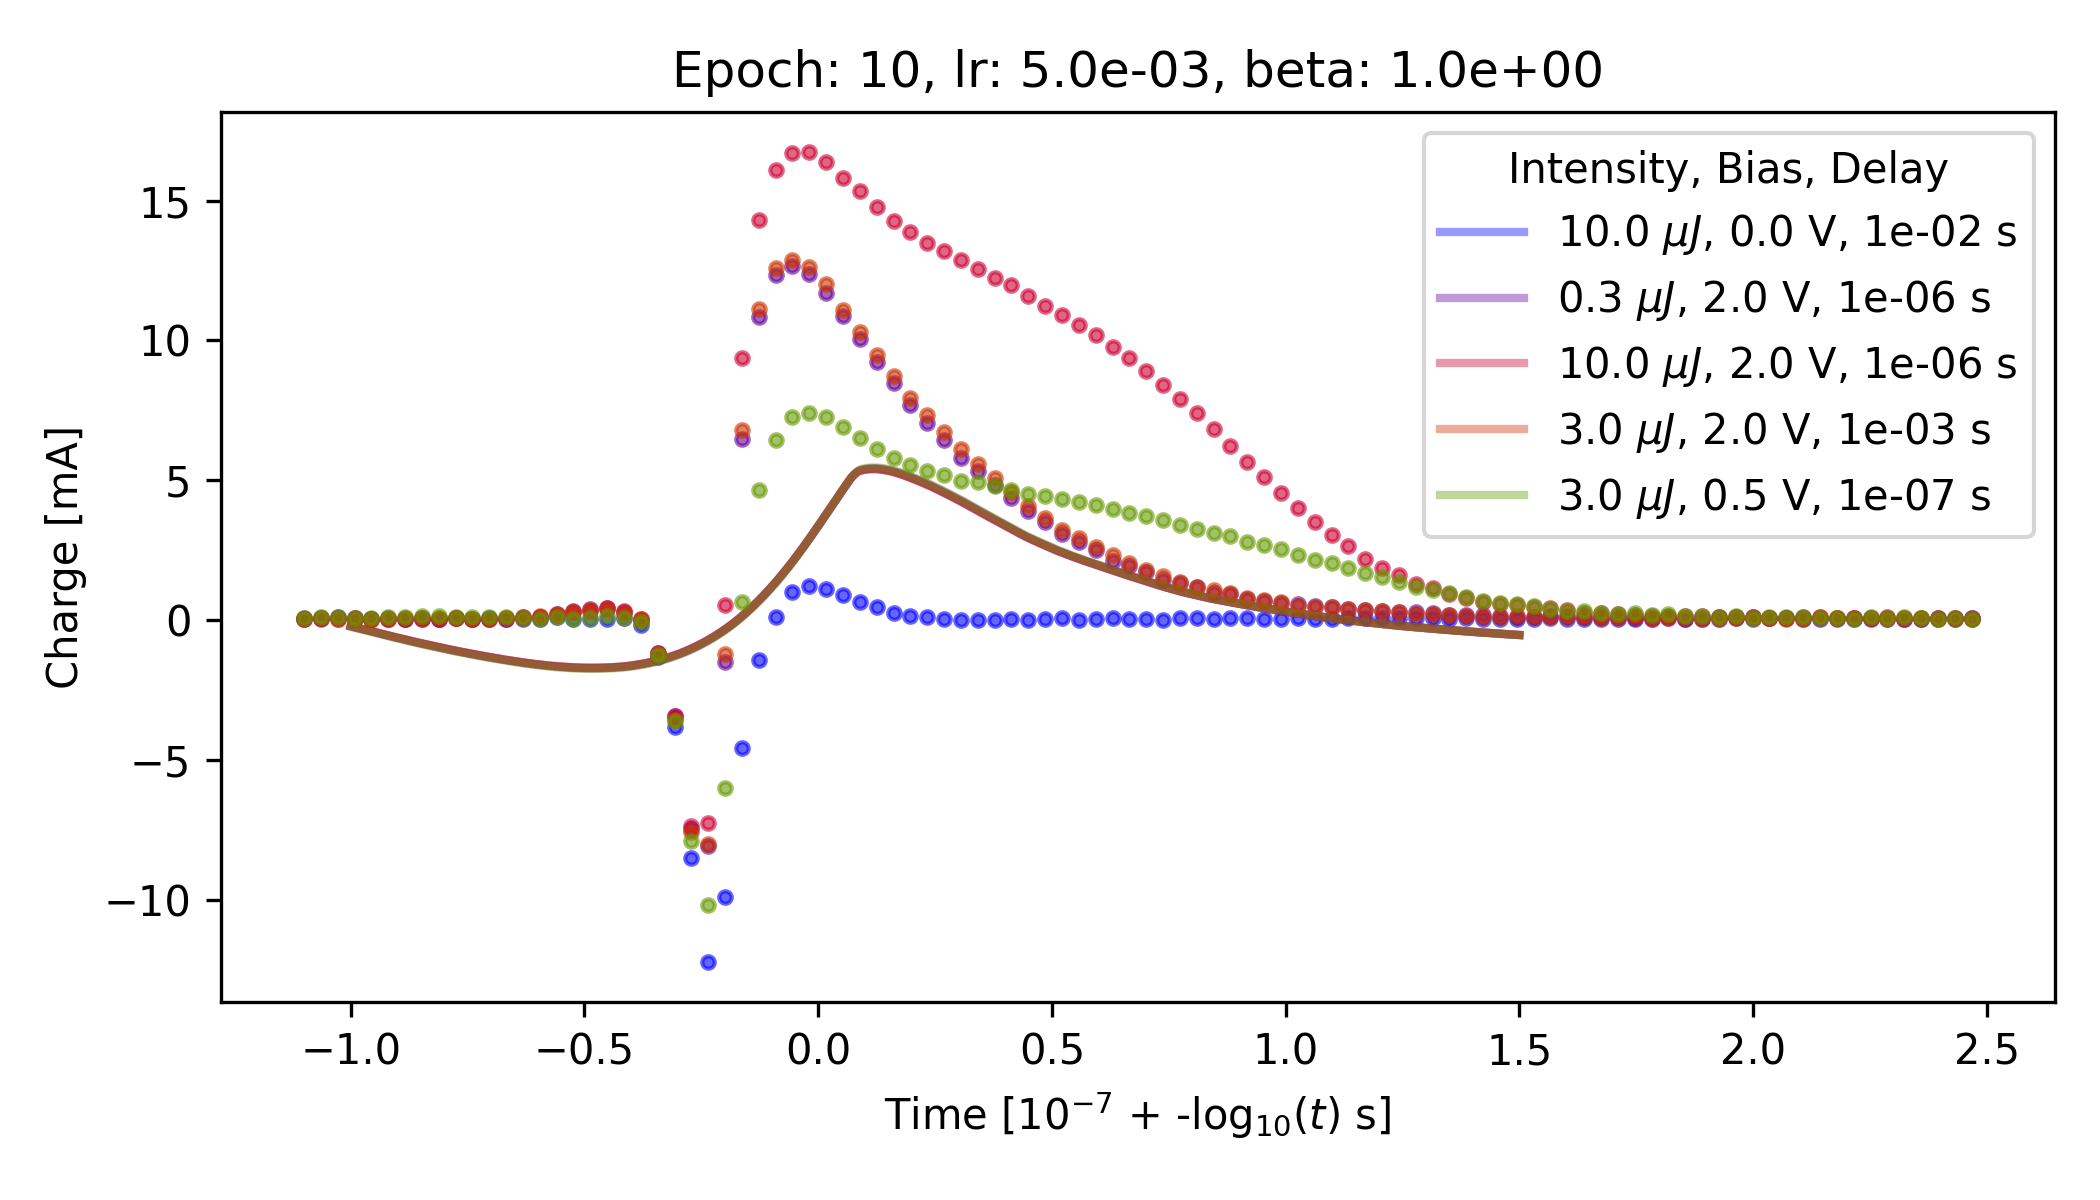 Epoch: 10, lr: 5.0e-03, beta: 1.0e+00
Charge [mA]
15
10
5
0
−5
−10
Intensity, Bias, Delay
10.0 μJ, 0.0 V, 1e-02 s
0.3 μJ, 2.0 V, 1e-06 s
10.0 μJ, 2.0 V, 1e-06 s
3.0 μJ, 2.0 V, 1e-03 s
3.0 μJ, 0.5 V, 1e-07 s
−1.0 −0.5 0.0 0.5 1.0 1.5 2.0 2.5
Time [10⁻⁷ + -log₁₀(t) s]